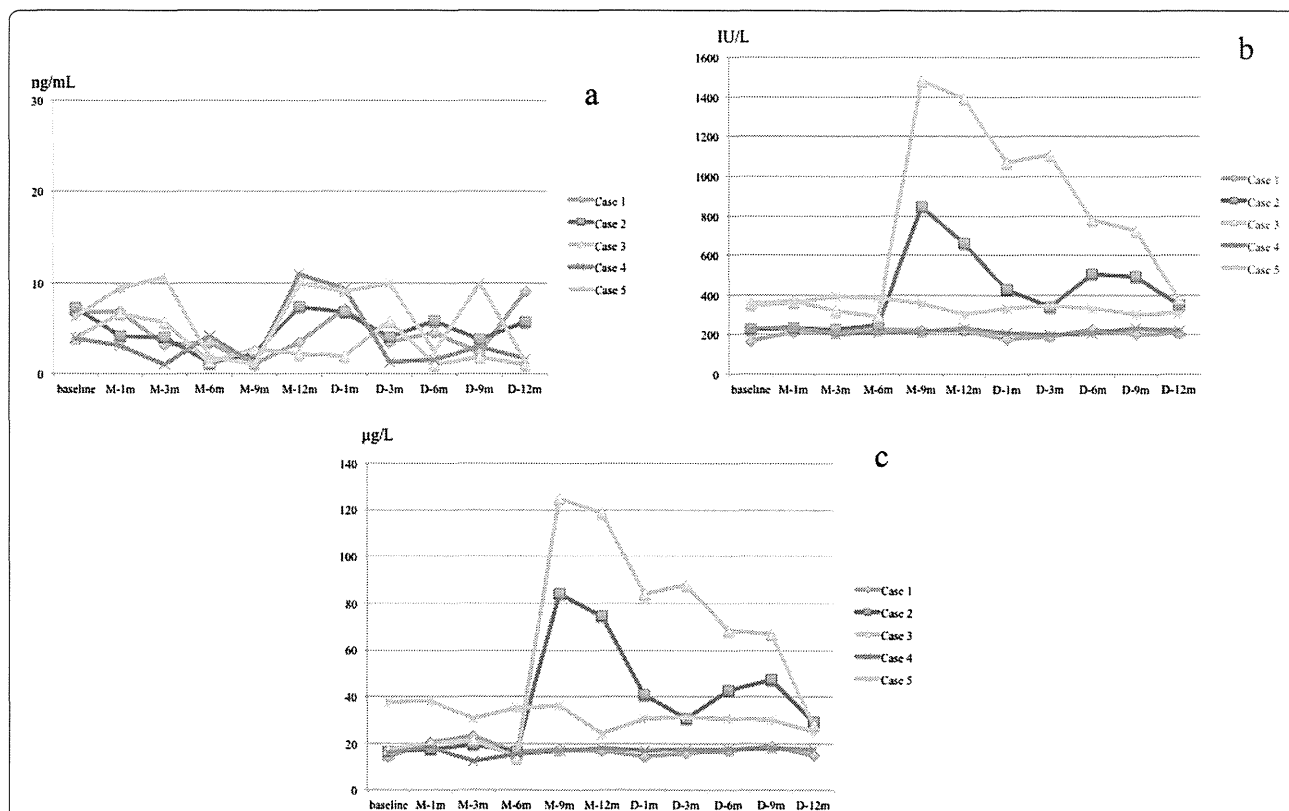 ng/mL
a
30
20
10
0
baseline M-1m M-3m M-6m M-9m M-12m D-1m D-3m D-6m D-9m D-12m
Case 1
Case 2
Case 3
Case 4
Case 5
IU/L
b
1600
1400
1200
1000
800
600
400
200
0
baseline M-1m M-3m M-6m M-9m M-12m D-1m D-3m D-6m D-9m D-12m
Case 1
Case 2
Case 3
Case 4
Case 5
µg/L
c
140
120
100
80
60
40
20
0
baseline M-1m M-3m M-6m M-9m M-12m D-1m D-3m D-6m D-9m D-12m
Case 1
Case 2
Case 3
Case 4
Case 5